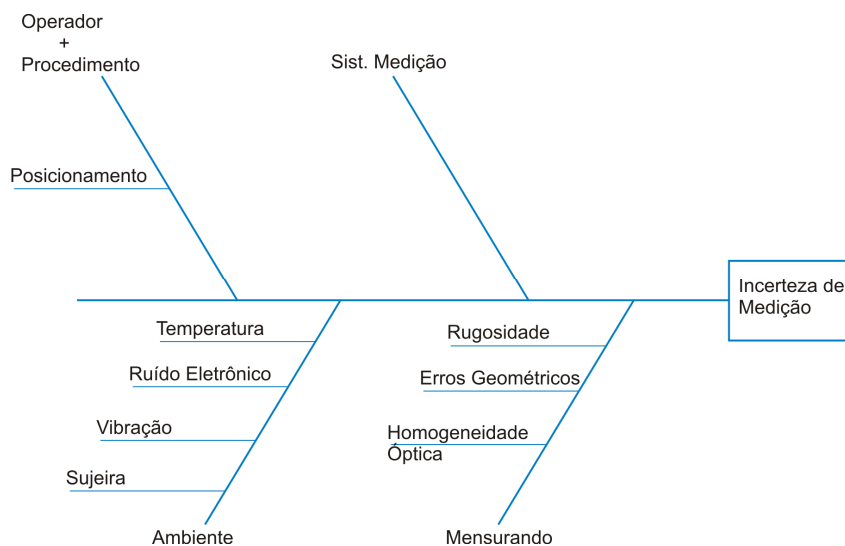 Operador
+
Procedimento
Sist. Medição
Posicionamento
Incerteza de
Medição
Temperatura
Ruído Eletrônico
Vibração
Sujeira
Ambiente
Rugosidade
Erros Geométricos
Homogeneidade
Óptica
Mensurando